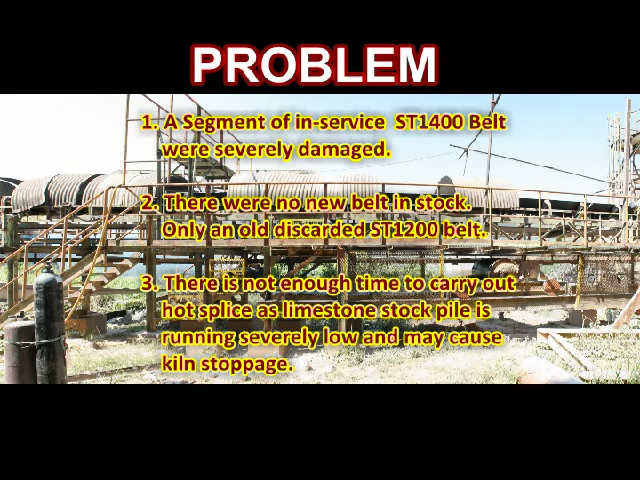 PROBLEM
1. A Segment of in-service ST1400 Belt
were severely damaged.
2. There were no new belt in stock.
Only an old discarded ST1200 belt.
3. There is not enough time to carry out
hot splice as limestone stock pile is
running severely low and may cause
kiln stoppage.